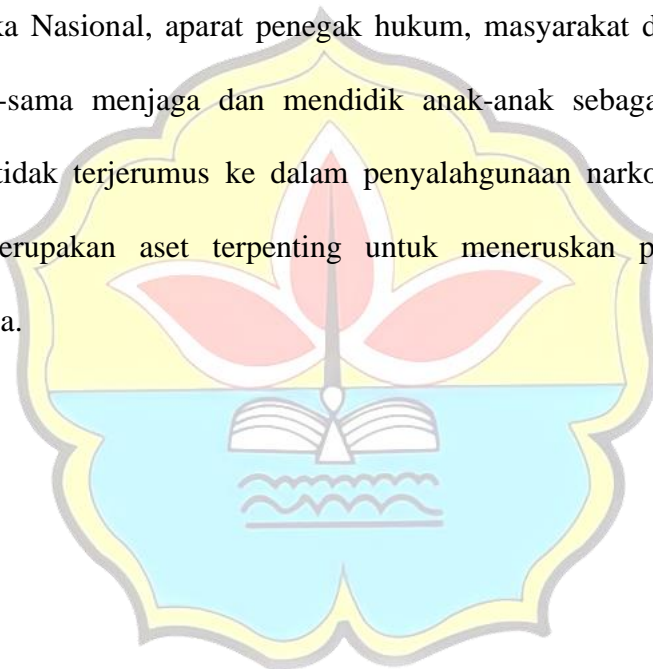 ka Nasional, aparat penegak hukum, masyarakat d
-sama menjaga dan mendidik anak-anak sebaga
tidak terjerumus ke dalam penyalahgunaan narko
erupakan aset terpenting untuk meneruskan p
a.